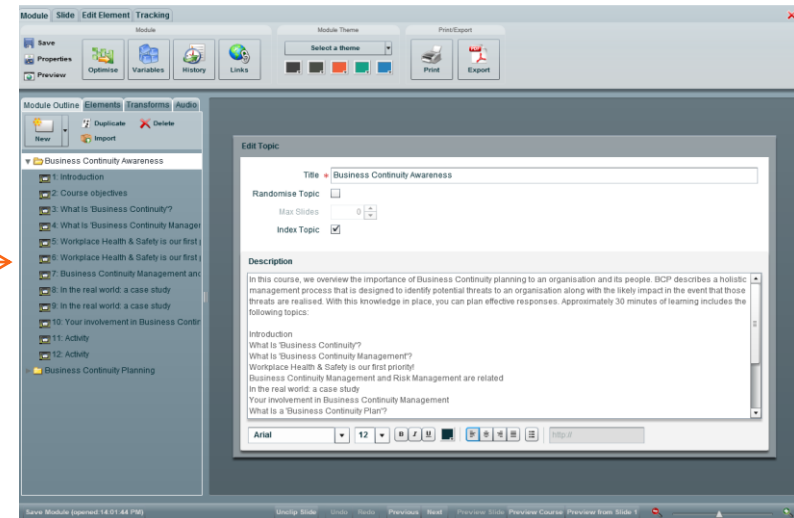 Module Slide Edit Element Tracking
Module
Module Theme
Print/Export
Save
Properties
Preview
Optimise
Variables
History
Links
Select a theme
Print
Export
Module Outline Elements Transforms Audio
New
Duplicate
Delete
Import
Business Continuity Awareness
1: Introduction
2: Course objectives
3: What Is 'Business Continuity'?
4: What Is 'Business Continuity Manager
5: Workplace Health & Safety is our first
6: Workplace Health & Safety is our first
7: Business Continuity Management and
8: In the real world: a case study
9: In the real world: a case study
10: Your involvement in Business Contin
11: Activity
12: Activity
Business Continuity Planning
Edit Topic
Title * Business Continuity Awareness
Randomise Topic
Max Slides 0
Index Topic
Description
In this course, we overview the importance of Business Continuity planning to an organisation and its people. BCP describes a holistic
management process that is designed to identify potential threats to an organisation along with the likely impact in the event that those
threats are realised. With this knowledge in place, you can plan effective responses. Approximately 30 minutes of learning includes the
following topics:
Introduction
What Is 'Business Continuity'?
What Is 'Business Continuity Management'?
Workplace Health & Safety is our first priority!
Business Continuity Management and Risk Management are related
In the real world: a case study
Your involvement in Business Continuity Management
What Is a 'Business Continuity Plan'?
Arial 12 B I U http://
Save Module (opened 14:01:44 PM) Unclip Slide Undo Redo Previous Next Preview Slide Preview Course Preview from Slide 1